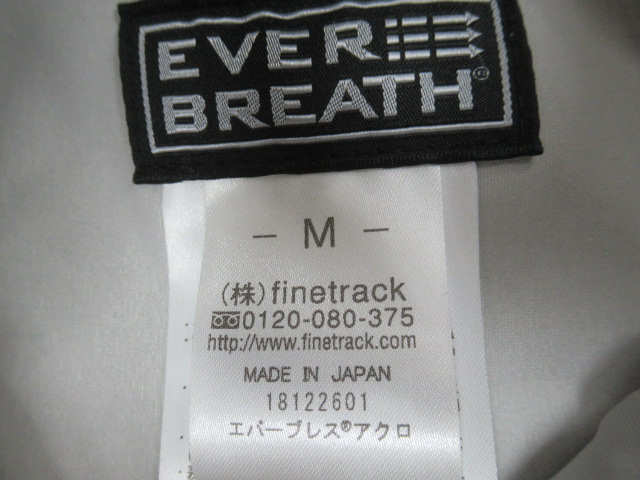 EVER
BREATH®
- M -
(株)finetrack
0120-080-375
http://www.finetrack.com
MADE IN JAPAN
18122601
エバーブレス®アクロ